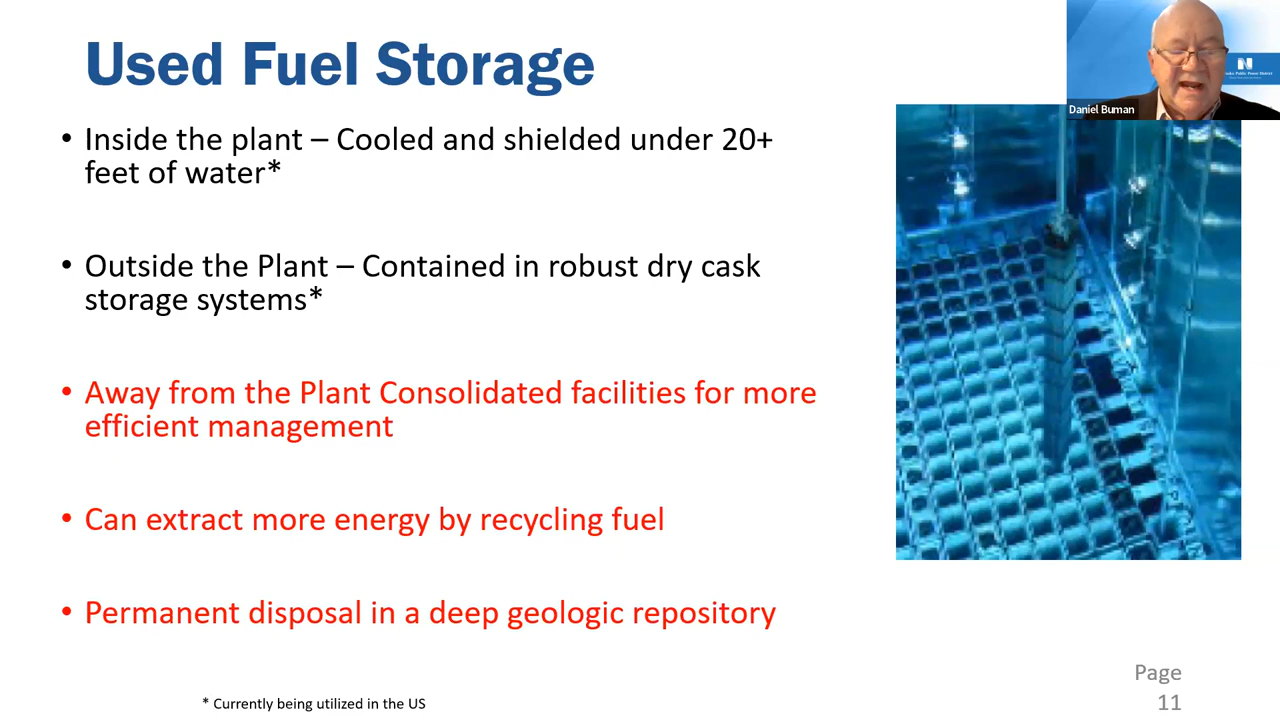 Used Fuel Storage
• Inside the plant – Cooled and shielded under 20+
feet of water*
• Outside the Plant – Contained in robust dry cask
storage systems*
• Away from the Plant Consolidated facilities for more
efficient management
• Can extract more energy by recycling fuel
• Permanent disposal in a deep geologic repository
* Currently being utilized in the US
Page
11
N
Public Power District
Daniel Buman